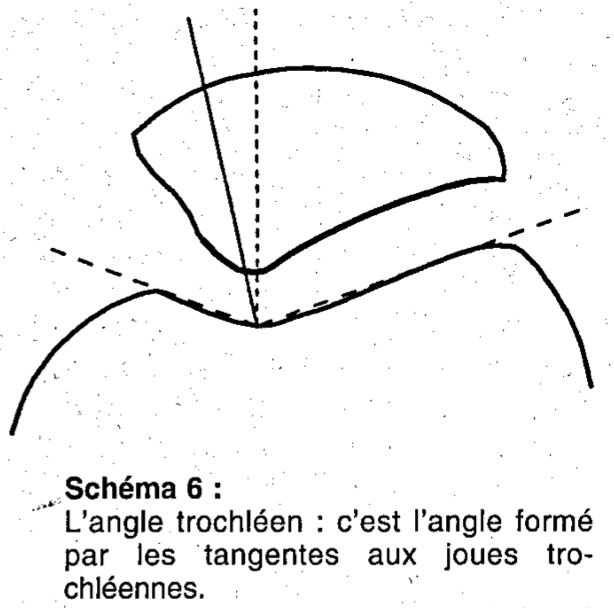 Schéma 6 :
L'angle trochléen : c'est l'angle formé
par les tangentes aux joues tro-
chléennes.